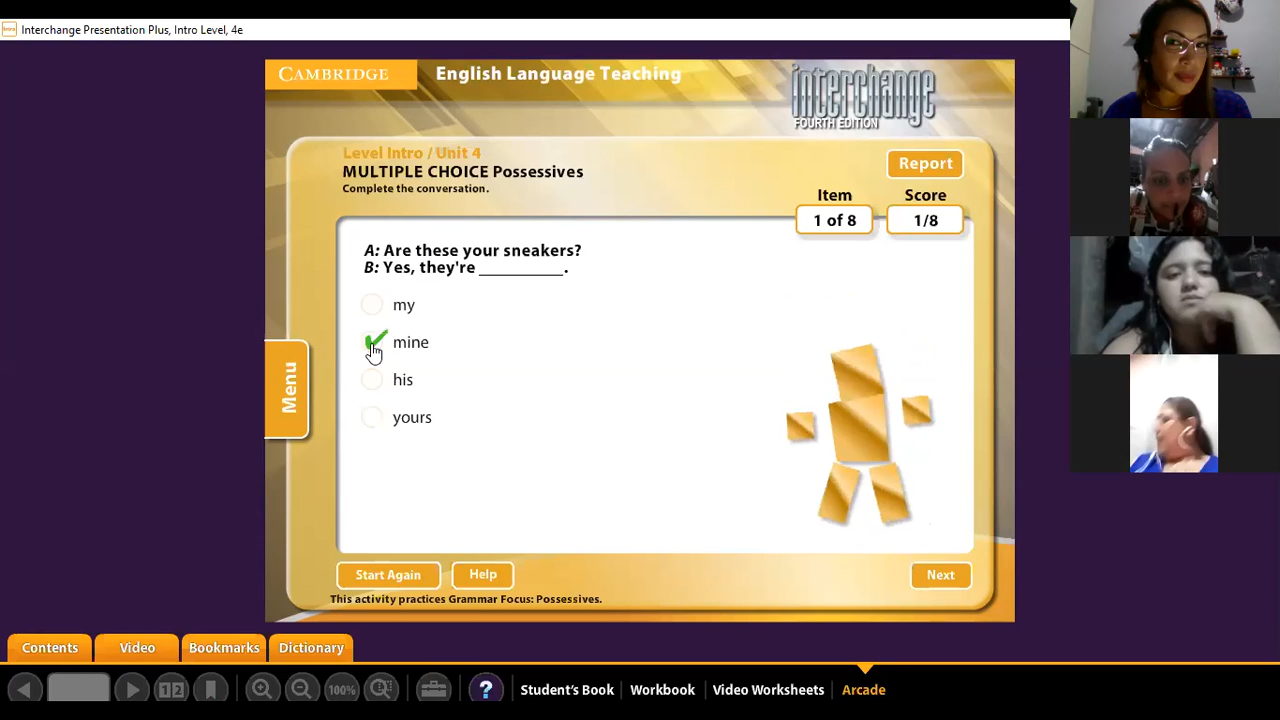 Interchange Presentation Plus, Intro Level, 4e
CAMBRIDGE
English Language Teaching
interchange
FOURTH EDITION
Level Intro / Unit 4
MULTIPLE CHOICE Possessives
Complete the conversation.
Report
Item
Score
1 of 8
1/8
A: Are these your sneakers?
B: Yes, they're __________.
my
mine
his
yours
Menu
Start Again
Help
Next
This activity practices Grammar Focus: Possessives.
Contents
Video
Bookmarks
Dictionary
1 2
100%
?
Student's Book
Workbook
Video Worksheets
Arcade